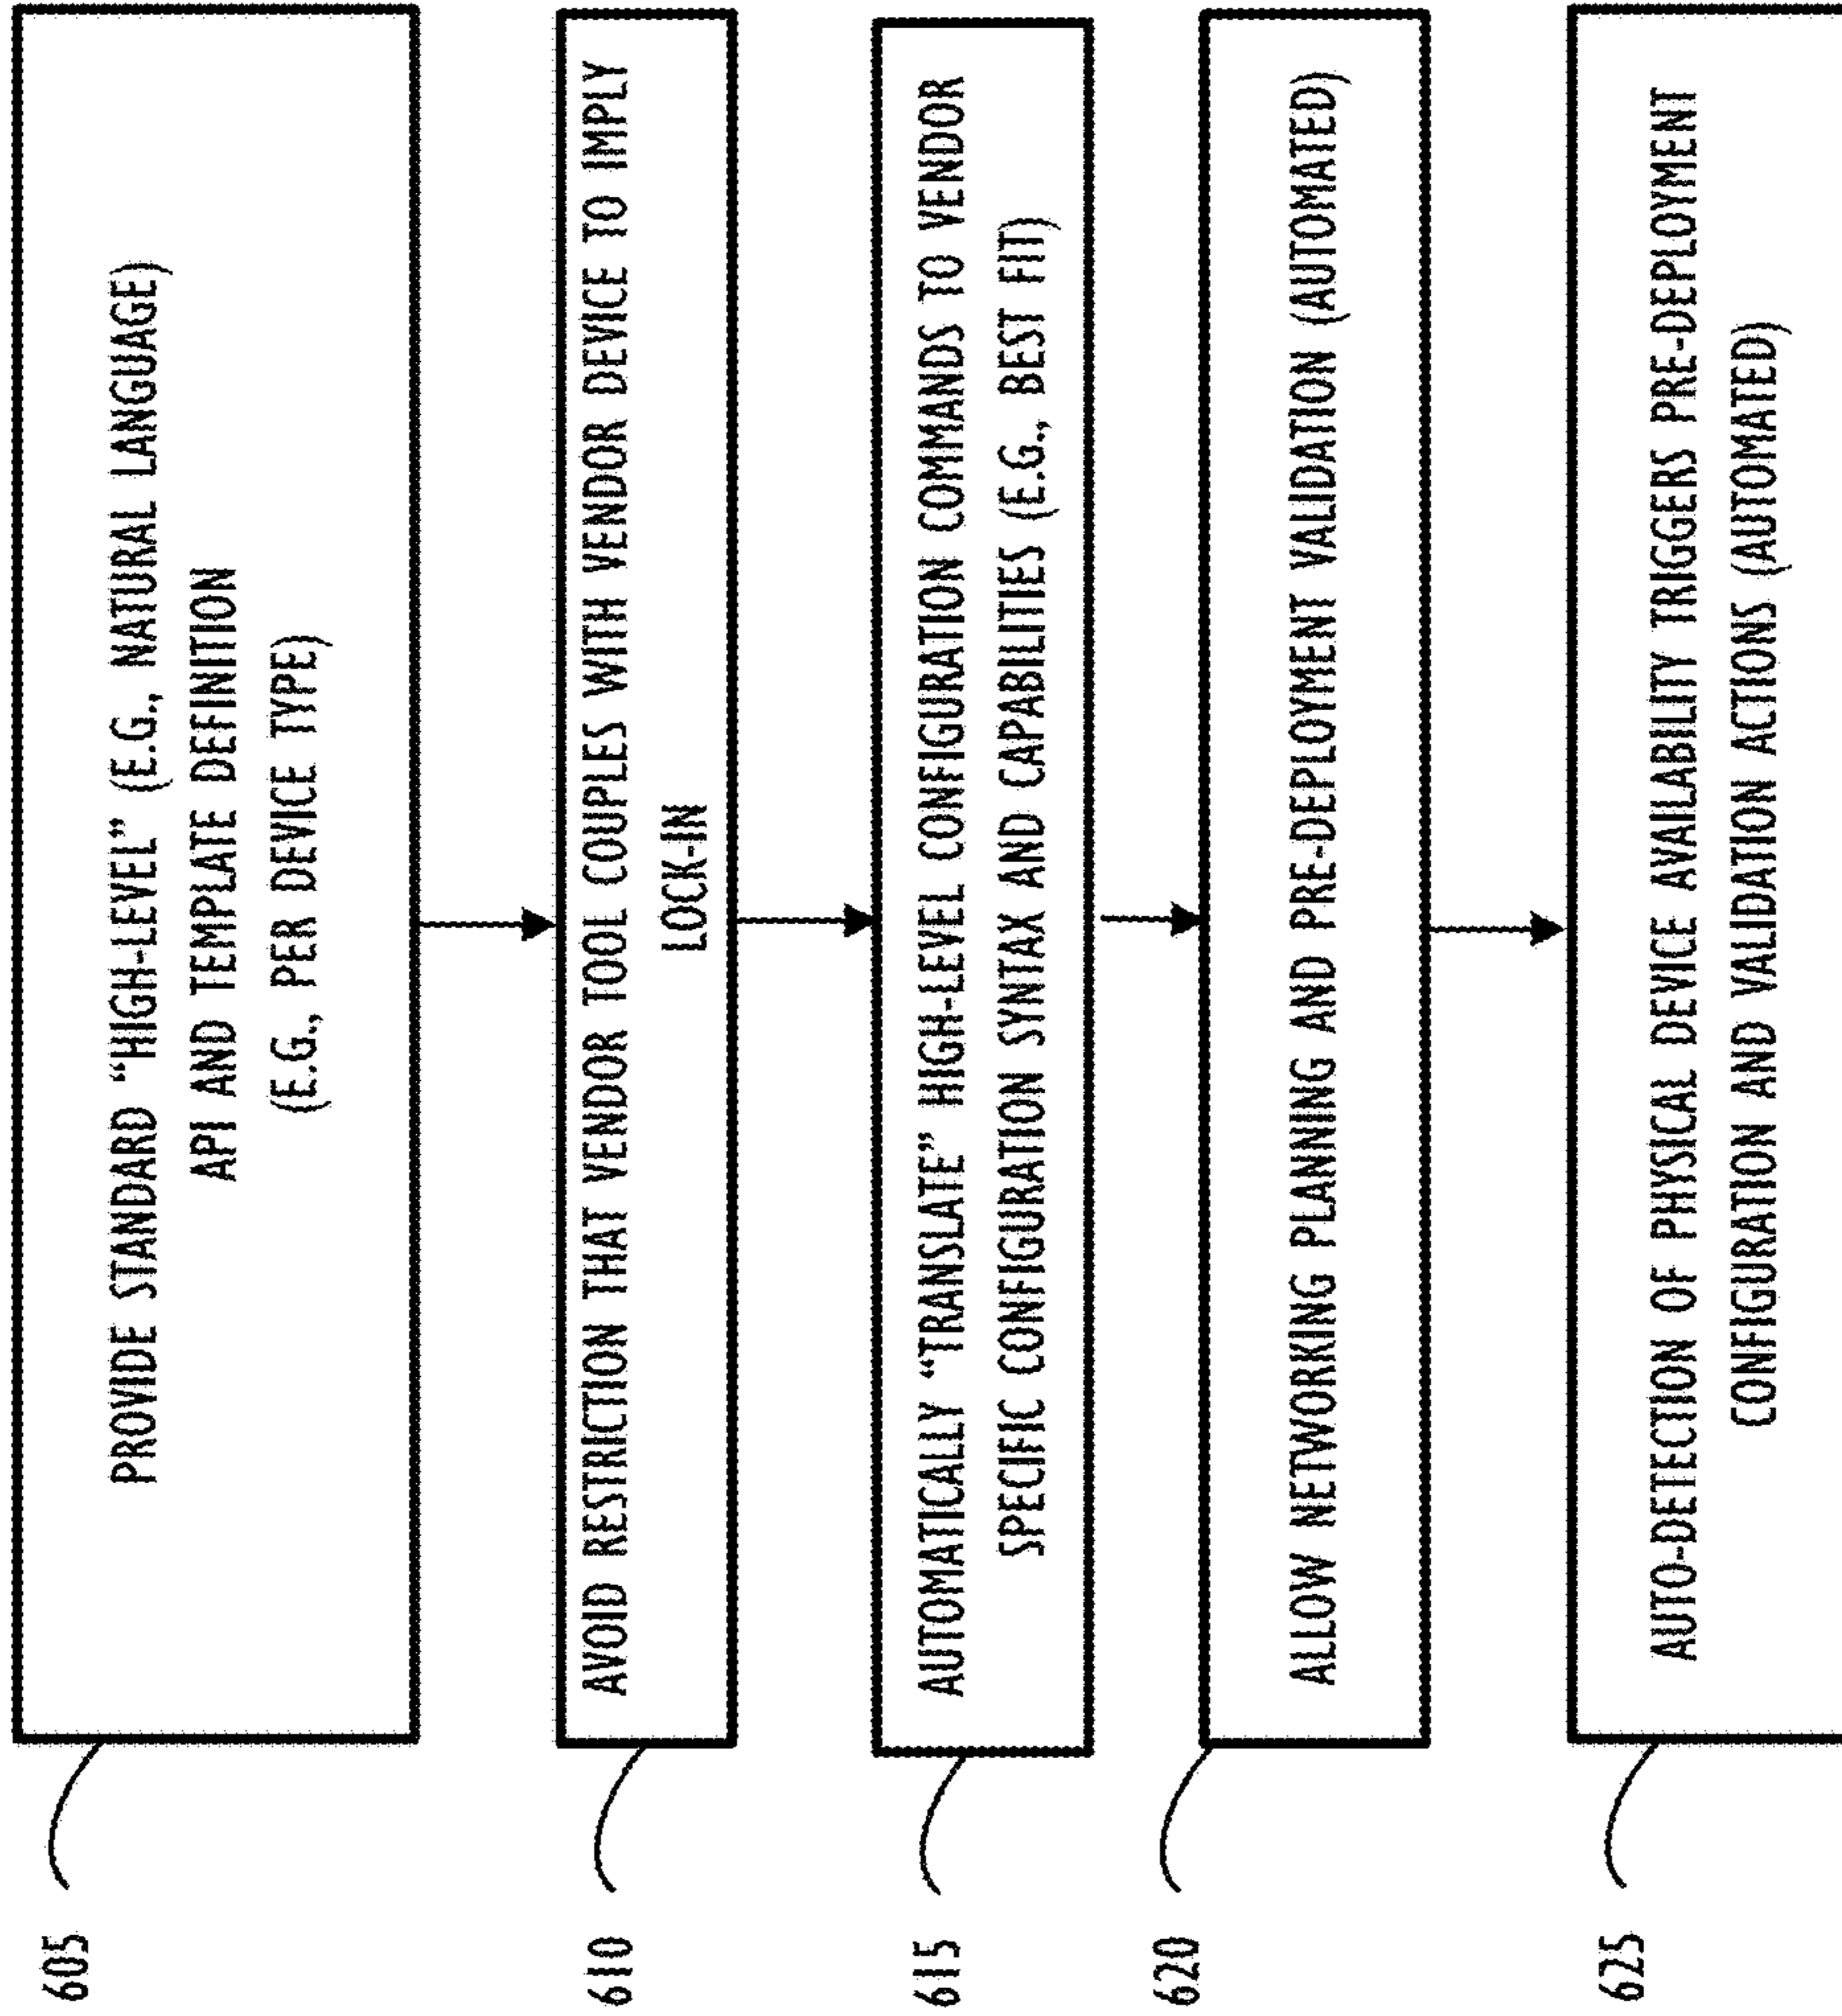 605
PROVIDE STANDARD “HIGH-LEVEL” (E.G., NATURAL LANGUAGE)
API AND TEMPLATE DEFINITION
(E.G., PER DEVICE TYPE)
610
AVOID RESTRICTION THAT VENDOR TOOL COUPLES WITH VENDOR DEVICE TO IMPLY
LOCK-IN
615
AUTOMATICALLY “TRANSLATE” HIGH-LEVEL CONFIGURATION COMMANDS TO VENDOR
SPECIFIC CONFIGURATION SYNTAX AND CAPABILITIES (E.G., BEST FIT)
620
ALLOW NETWORKING PLANNING AND PRE-DEPLOYMENT VALIDATION (AUTOMATED)
625
AUTO-DETECTION OF PHYSICAL DEVICE AVAILABILITY TRIGGERS PRE-DEPLOYMENT
CONFIGURATION AND VALIDATION ACTIONS (AUTOMATED)